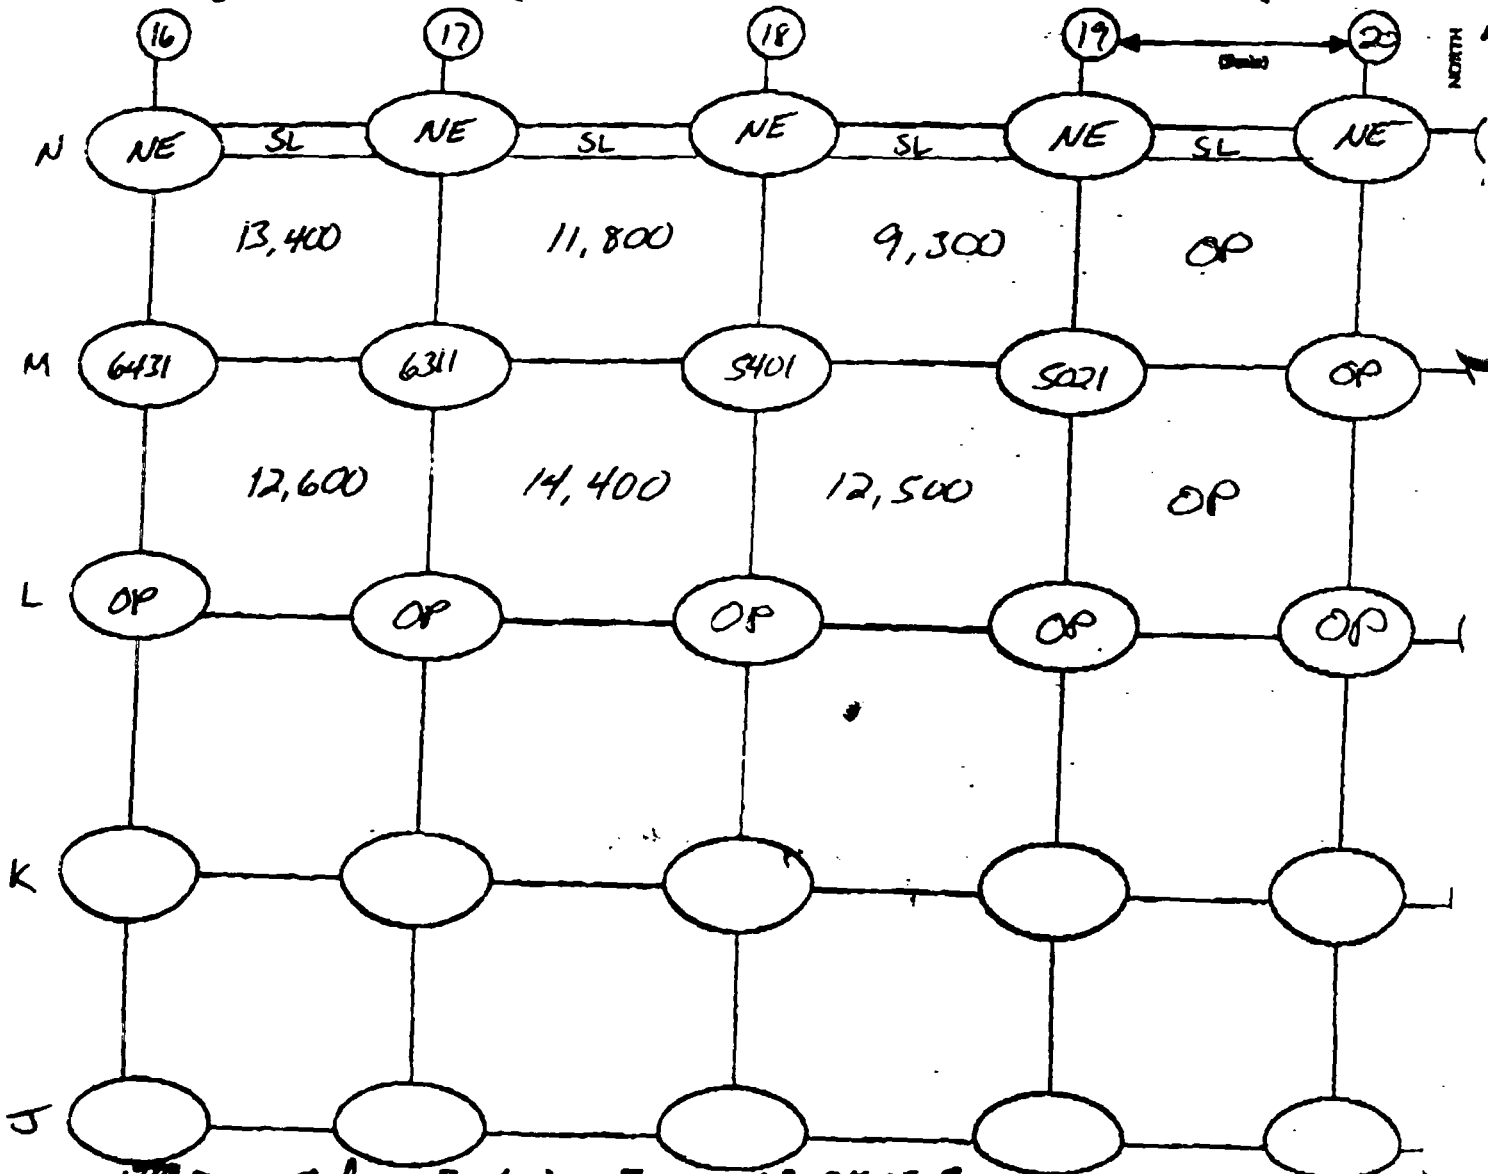 16 17 18 19 20
NORTH
N NE SL NE SL NE SL NE SL NE
13,400 11,800 9,300 OP
M 6431 6311 5401 5021 OP
12,600 14,400 12,500 OP
L OP OP OP OP OP
K
J